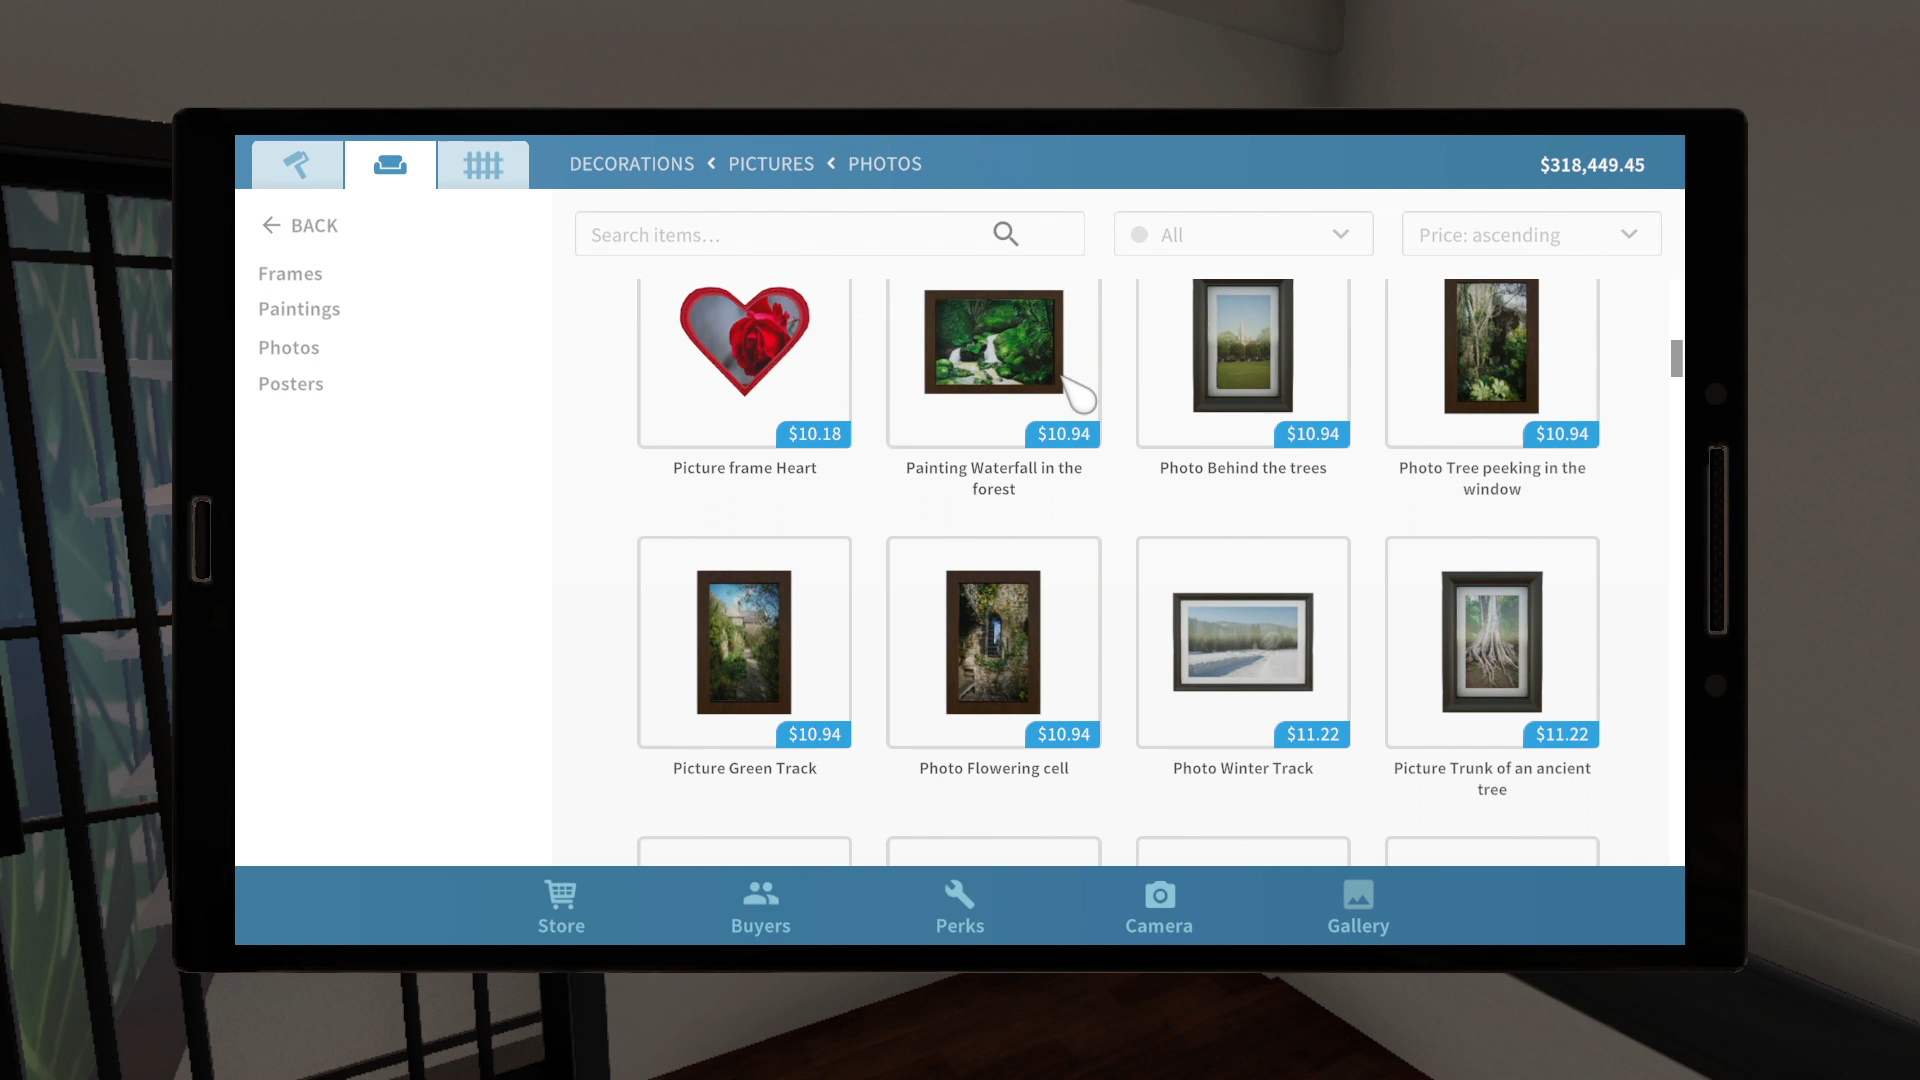 DECORATIONS < PICTURES < PHOTOS
$318,449.45
BACK
Frames
Paintings
Photos
Posters
Search items...
All
Price: ascending
$10.18
$10.94
$10.94
$10.94
Picture frame Heart
Painting Waterfall in the
forest
Photo Behind the trees
Photo Tree peeking in the
window
$10.94
$10.94
$11.22
$11.22
Picture Green Track
Photo Flowering cell
Photo Winter Track
Picture Trunk of an ancient
tree
Store
Buyers
Perks
Camera
Gallery